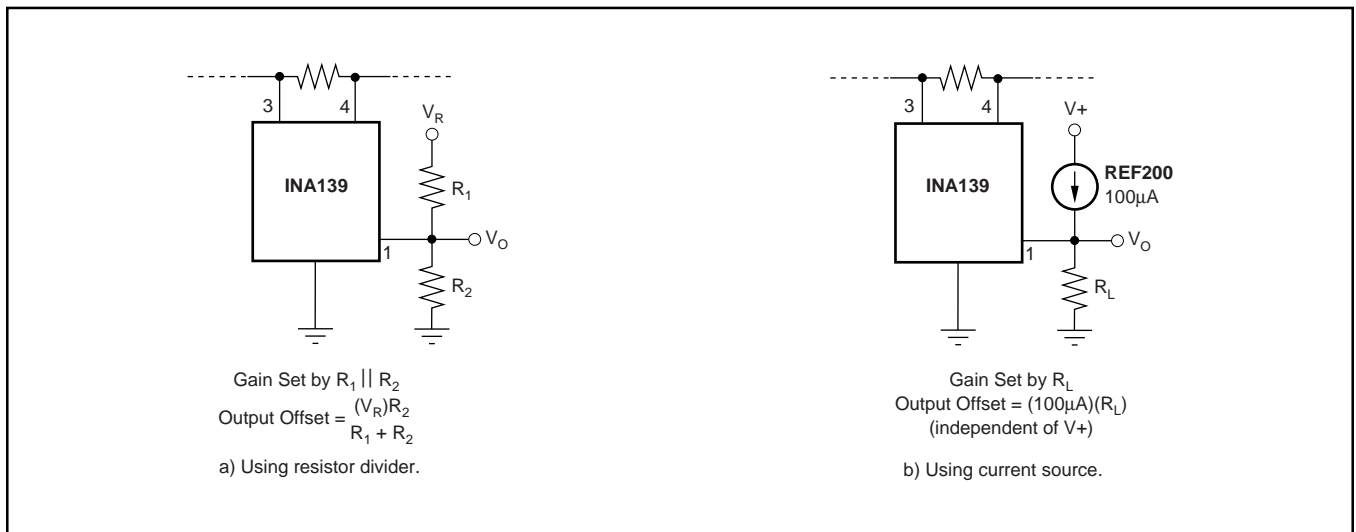 3 4
V_R
INA139
R_1
1
V_O
R_2
Gain Set by R_1 || R_2
Output Offset = (V_R)R_2
R_1 + R_2
a) Using resistor divider.
3 4
V+
INA139
REF200
100μA
1
V_O
R_L
Gain Set by R_L
Output Offset = (100μA)(R_L)
(independent of V+)
b) Using current source.